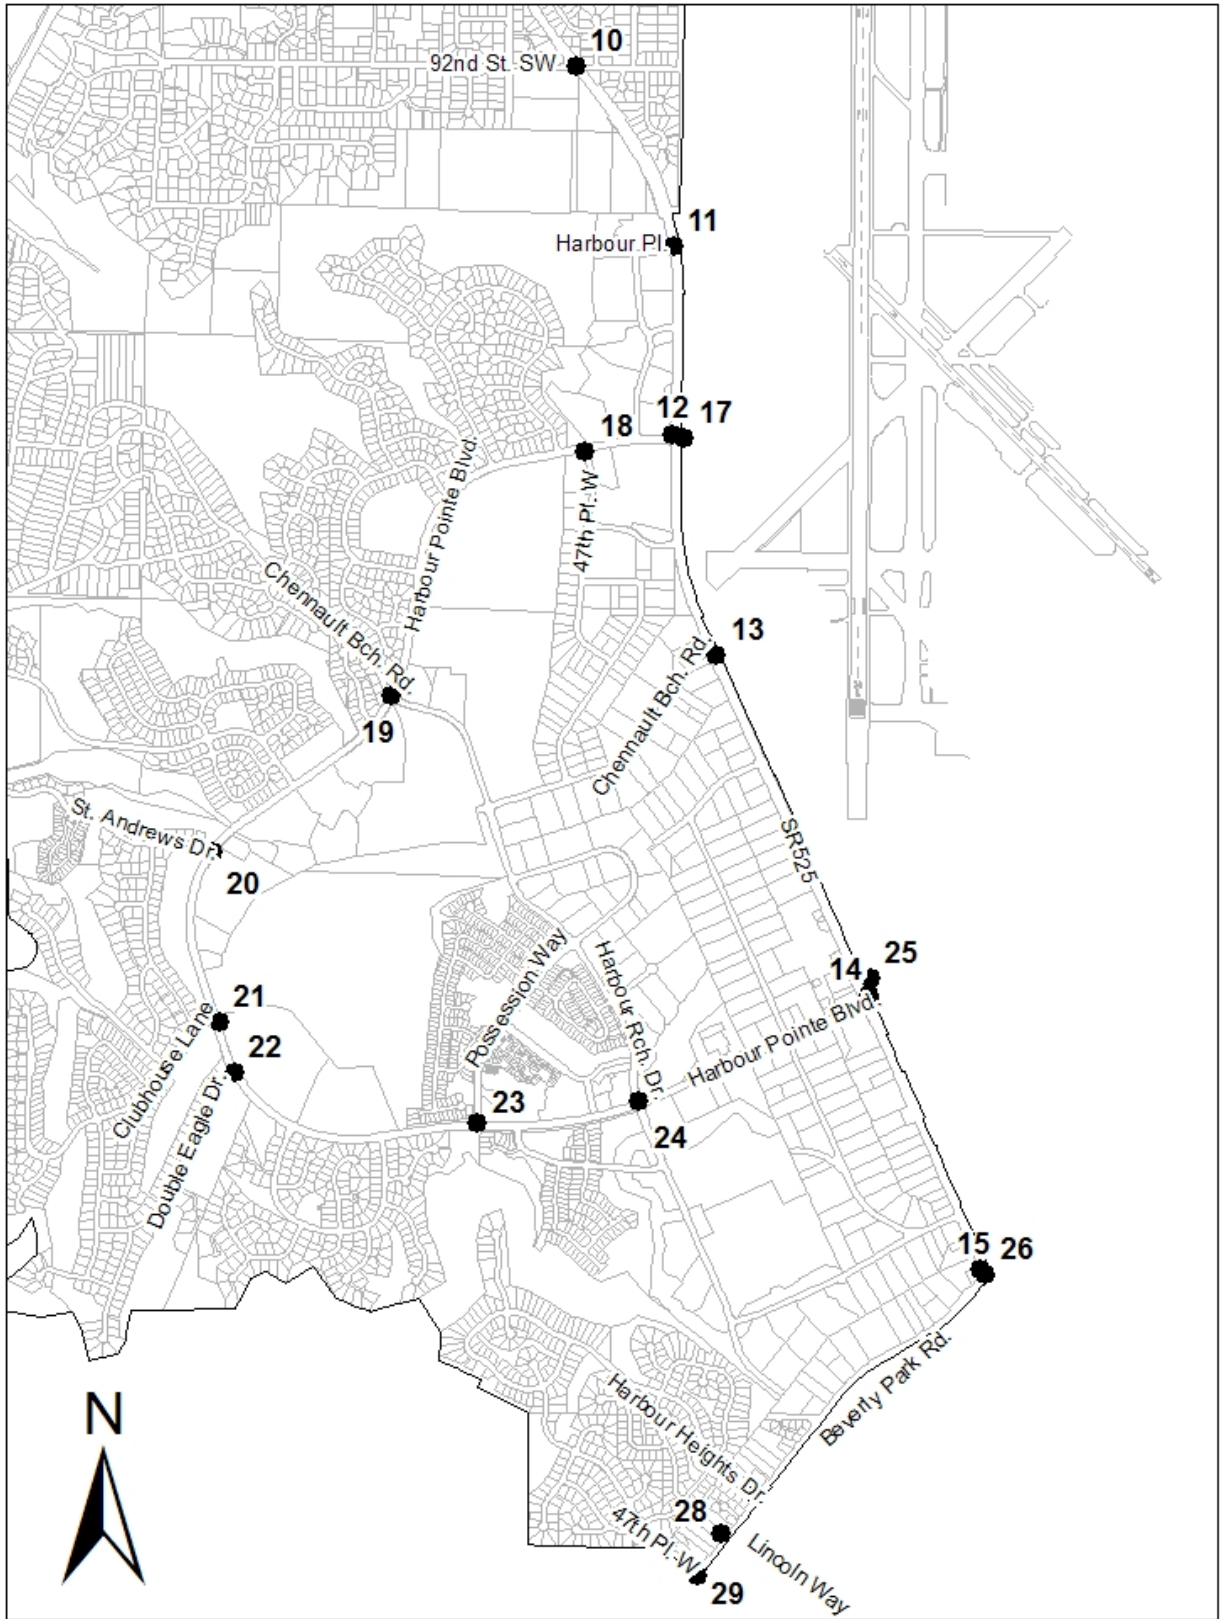 10
92nd St. SW
11
Harbour Pl.
12
17
18
Harbour Pointe Blvd.
47th Pl. W
Chennault Bch. Rd.
13
Chennault Bch. Rd.
19
St. Andrews Dr.
SR525
20
25
14
Possession Way
Harbour Rch. Dr.
21
Harbour Pointe Blvd.
Clubhouse Lane
22
Double Eagle Dr.
23
24
15
26
Beverly Park Rd.
N
Harbour Heights Dr.
28
47th Pl. W
Lincoln Way
29